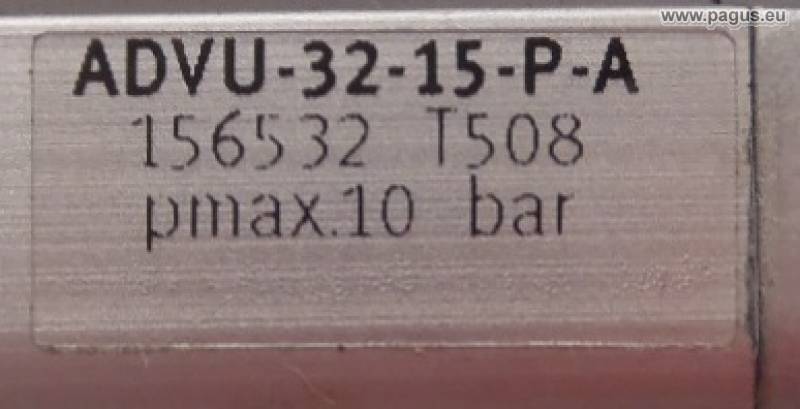 www.pagus.eu
ADVU-32-15-P-A
156532 T508
pmax.10 bar